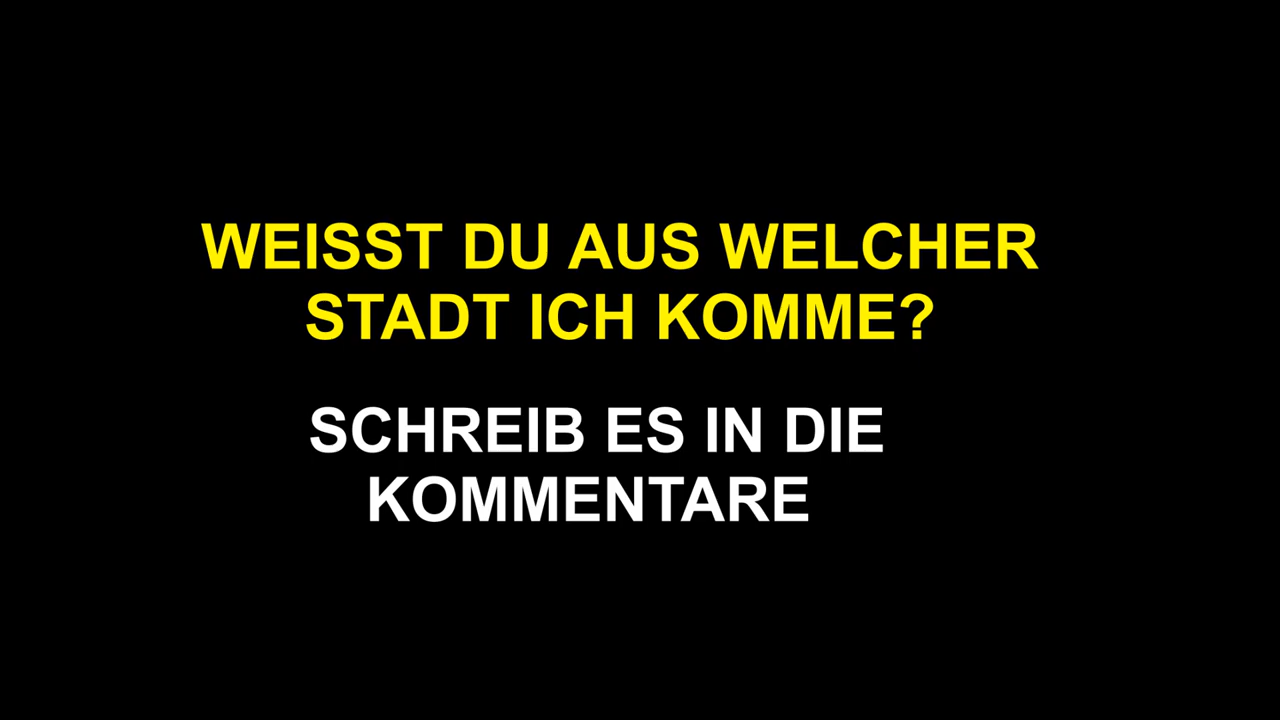 WEISST DU AUS WELCHER
STADT ICH KOMME?
SCHREIB ES IN DIE
KOMMENTARE